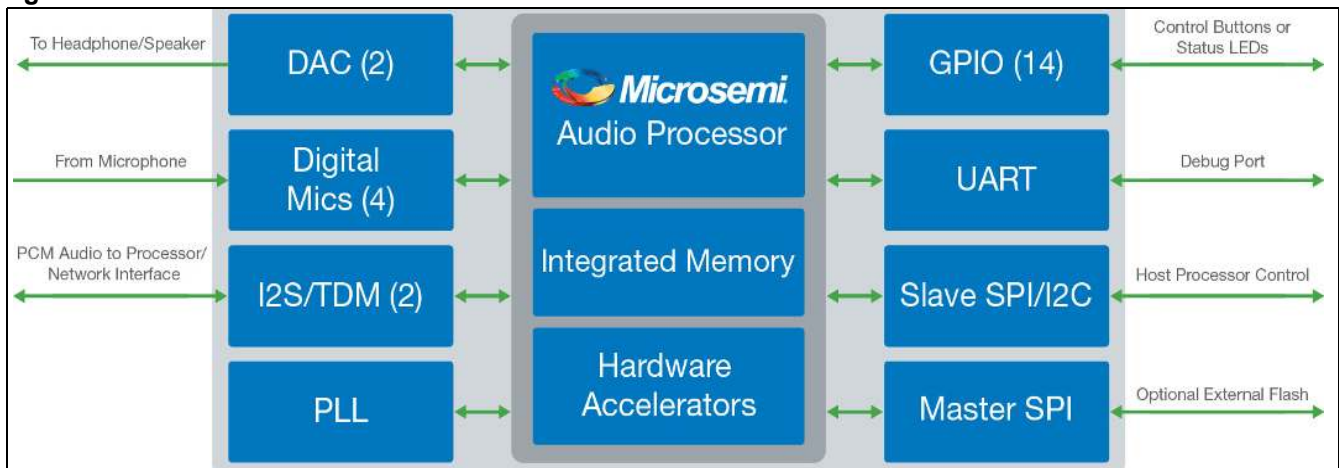 To Headphone/Speaker
DAC (2)
From Microphone
Digital
Mics (4)
PCM Audio to Processor/
Network Interface
I2S/TDM (2)
PLL
Microsemi.
Audio Processor
Integrated Memory
Hardware
Accelerators
GPIO (14)
Control Buttons or
Status LEDs
UART
Debug Port
Slave SPI/I2C
Host Processor Control
Master SPI
Optional External Flash